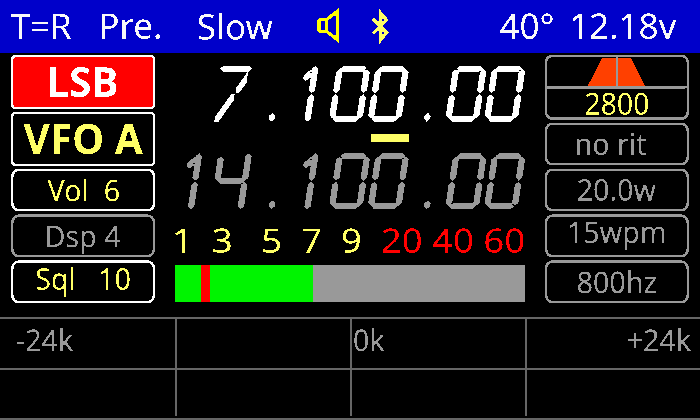 T=R Pre. Slow 40° 12.18v
LSB 7.100.00 2800
VFO A no rit
Vol 6 14.100.00 20.0w
Dsp 4 1 3 5 7 9 20 40 60 15wpm
Sql 10 800hz
-24k 0k +24k